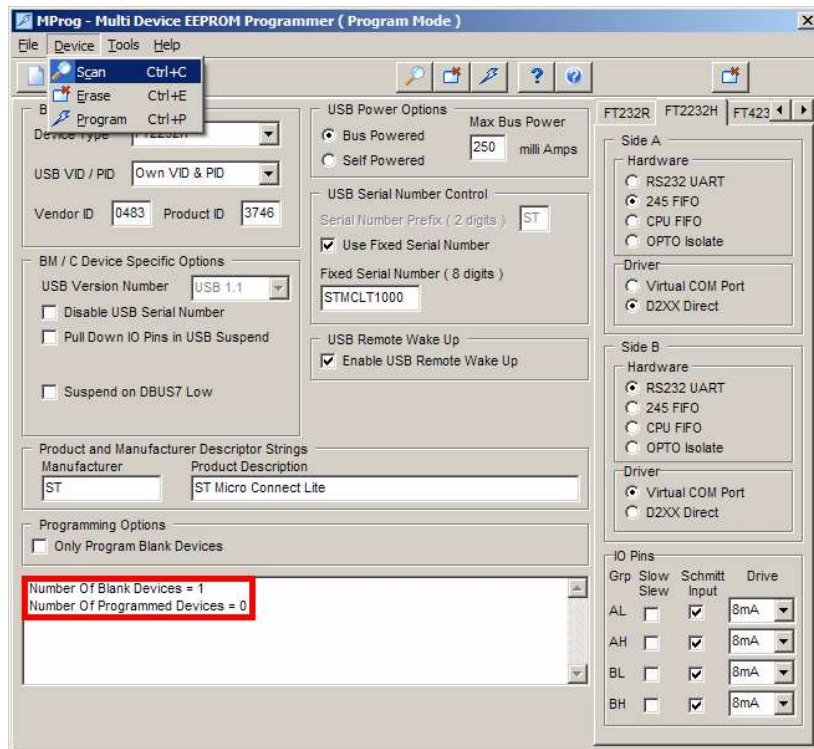 MProg - Multi Device EEPROM Programmer ( Program Mode )
File Device Tools Help
Scan Ctrl+C
Erase Ctrl+E
Program Ctrl+P
Device Type FT2232H
USB VID / PID Own VID & PID
Vendor ID 0483 Product ID 3746
BM / C Device Specific Options
USB Version Number USB 1.1
Disable USB Serial Number
Pull Down IO Pins in USB Suspend
Suspend on DBUS7 Low
USB Power Options
Max Bus Power
Bus Powered
250 milli Amps
Self Powered
USB Serial Number Control
Serial Number Prefix ( 2 digits ) ST
Use Fixed Serial Number
Fixed Serial Number ( 8 digits )
STMCLT1000
USB Remote Wake Up
Enable USB Remote Wake Up
Product and Manufacturer Descriptor Strings
Manufacturer Product Description
ST ST Micro Connect Lite
Programming Options
Only Program Blank Devices
Number Of Blank Devices = 1
Number Of Programmed Devices = 0
FT232R FT2232H FT423
Side A
Hardware
RS232 UART
245 FIFO
CPU FIFO
OPTO Isolate
Driver
Virtual COM Port
D2XX Direct
Side B
Hardware
RS232 UART
245 FIFO
CPU FIFO
OPTO Isolate
Driver
Virtual COM Port
D2XX Direct
IO Pins
Grp Slow Schmitt Drive
Slew Input
AL 8mA
AH 8mA
BL 8mA
BH 8mA